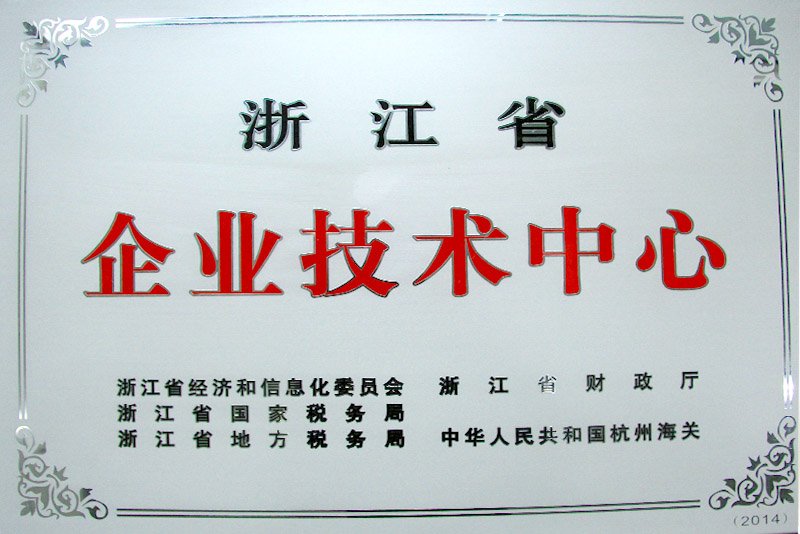 浙江省
企业技术中心
浙江省经济和信息化委员会 浙江省财政厅
浙江省国家税务局
浙江省地方税务局 中华人民共和国杭州海关
(2014)